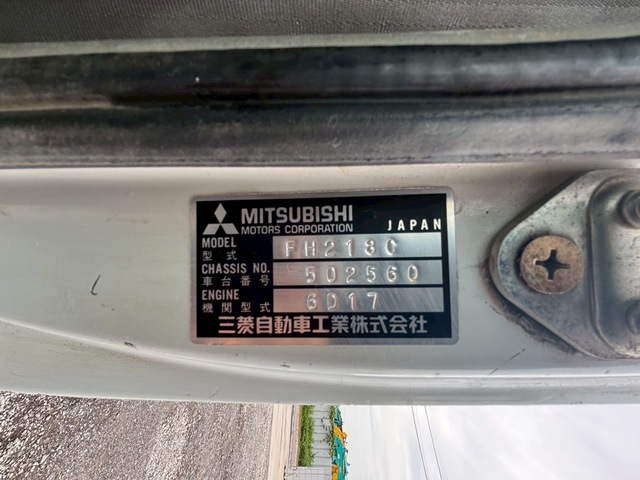 MITSUBISHI
MOTORS CORPORATION JAPAN
MODEL
型式 FH218C
CHASSIS NO.
車台番号 502560
ENGINE
機関型式 6D17
三菱自動車工業株式会社